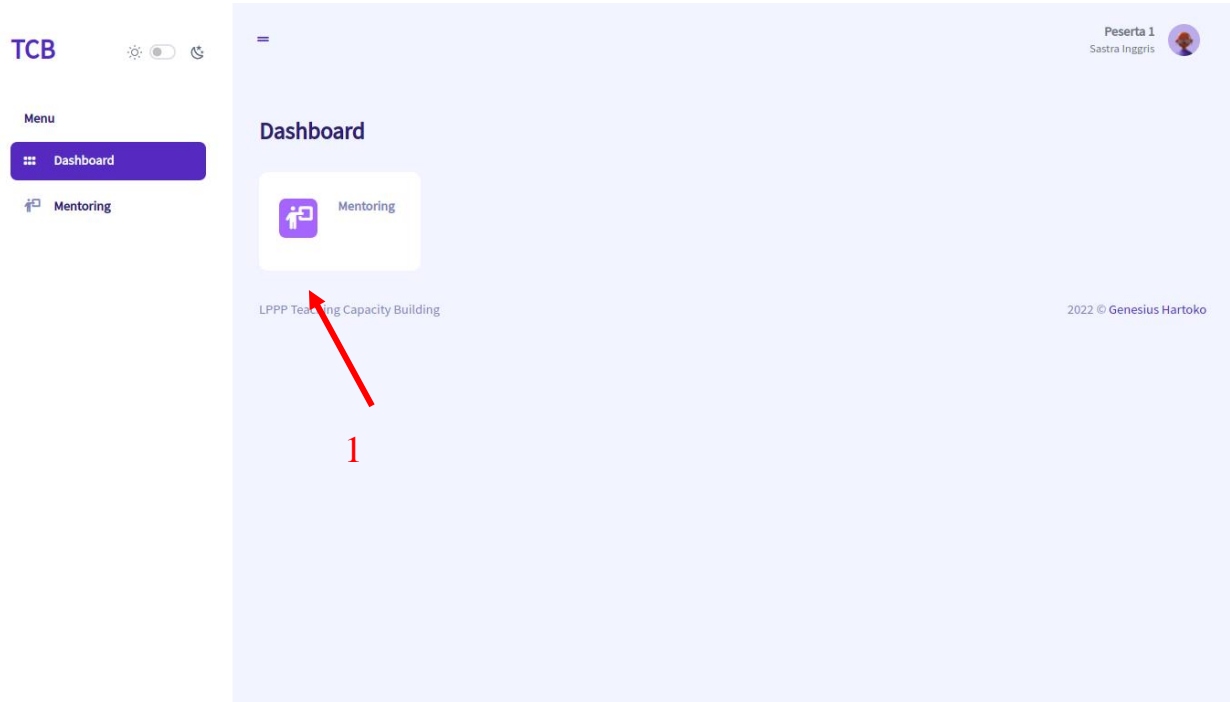 TCB
Peserta 1
Sastra Inggris
Menu
Dashboard
Mentoring
Dashboard
Mentoring
LPPP Teaching Capacity Building
2022 © Genesius Hartoko
1